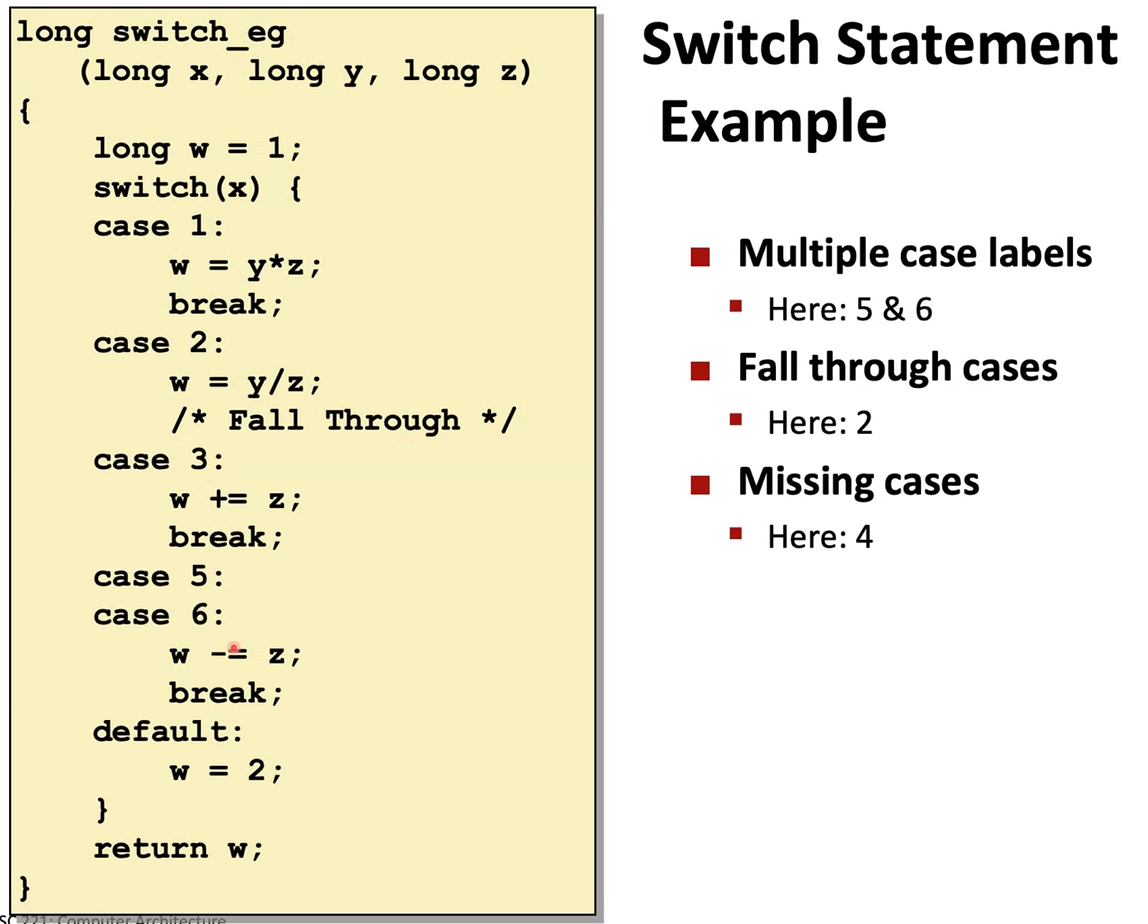 long switch_eg
(long x, long y, long z)
{
long w = 1;
switch(x) {
case 1:
w = y*z;
break;
case 2:
w = y/z;
/* Fall Through */
case 3:
w += z;
break;
case 5:
case 6:
w -= z;
break;
default:
w = 2;
}
return w;
}
Switch Statement
Example
Multiple case labels
Here: 5 & 6
Fall through cases
Here: 2
Missing cases
Here: 4
221: Computer Architecture